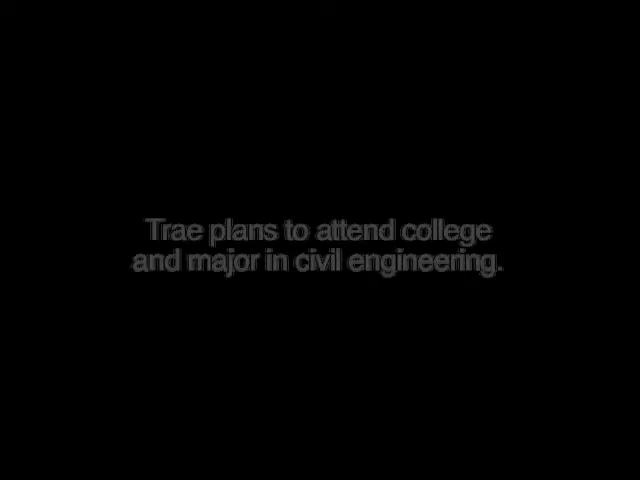 Trae plans to attend college
and major in civil engineering.